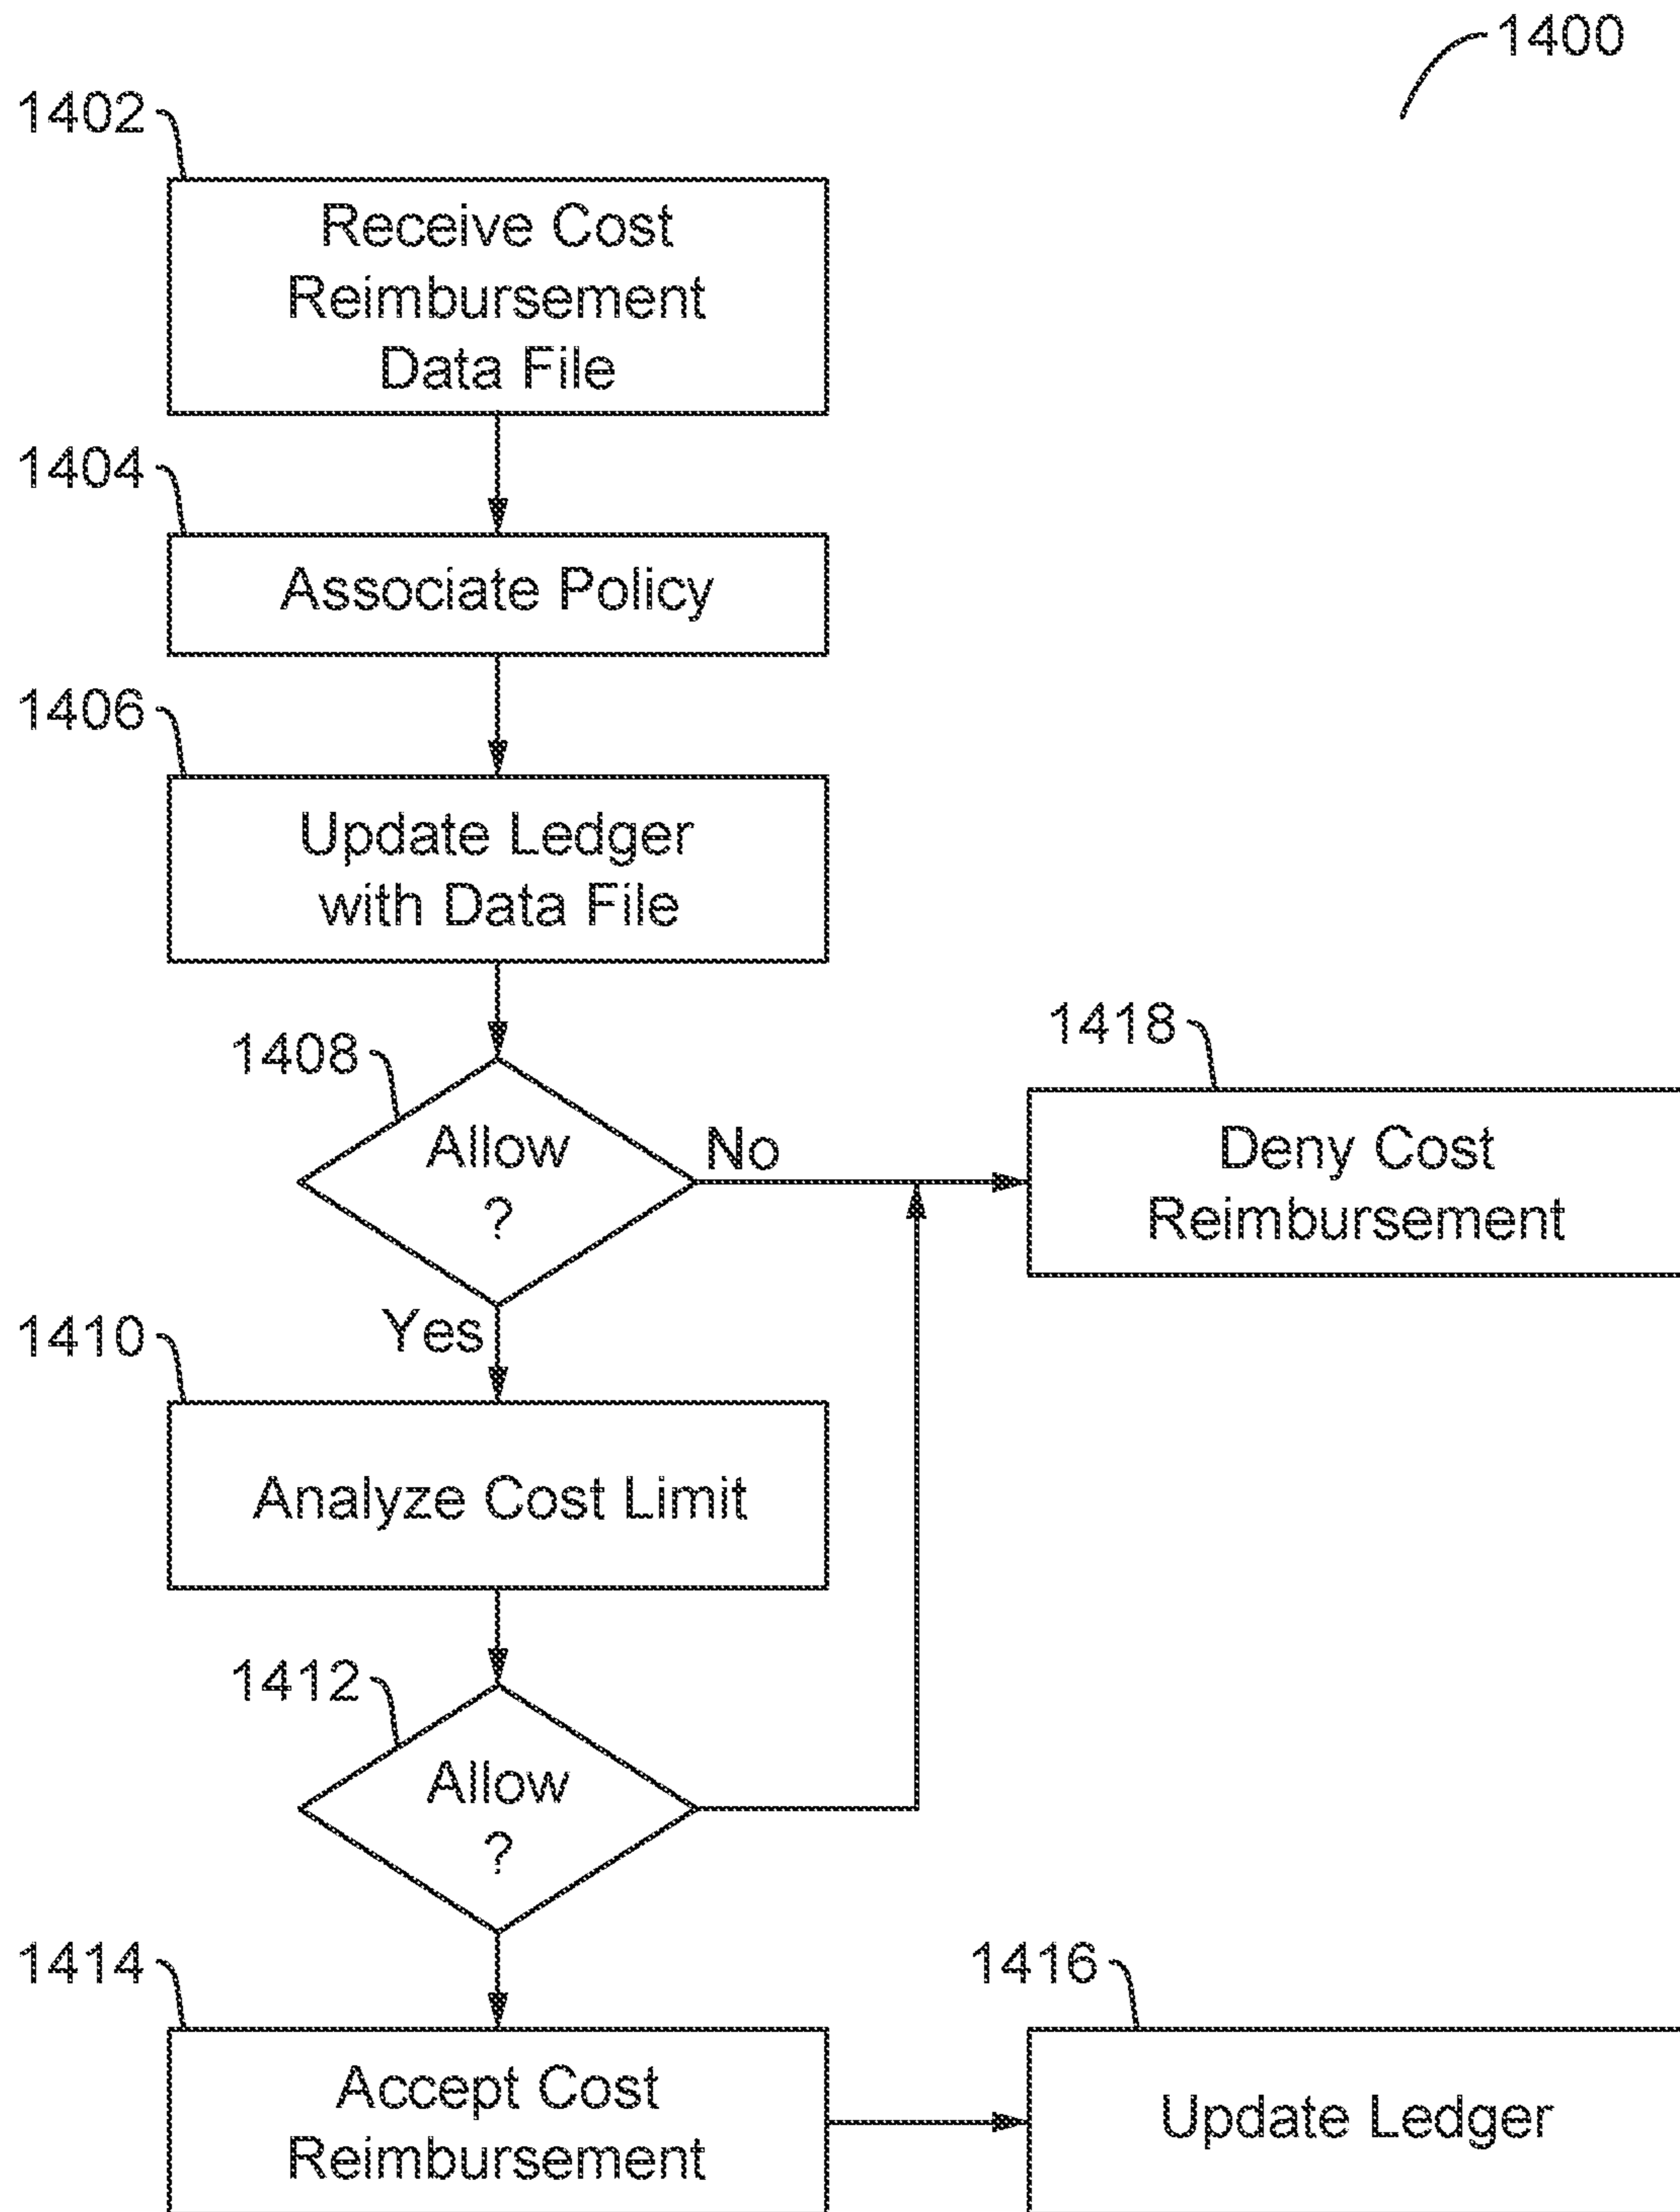 1400
1402
Receive Cost
Reimbursement
Data File
1404
Associate Policy
1406
Update Ledger
with Data File
1408
Allow
?
No
Yes
1418
Deny Cost
Reimbursement
1410
Analyze Cost Limit
1412
Allow
?
1414
Accept Cost
Reimbursement
1416
Update Ledger